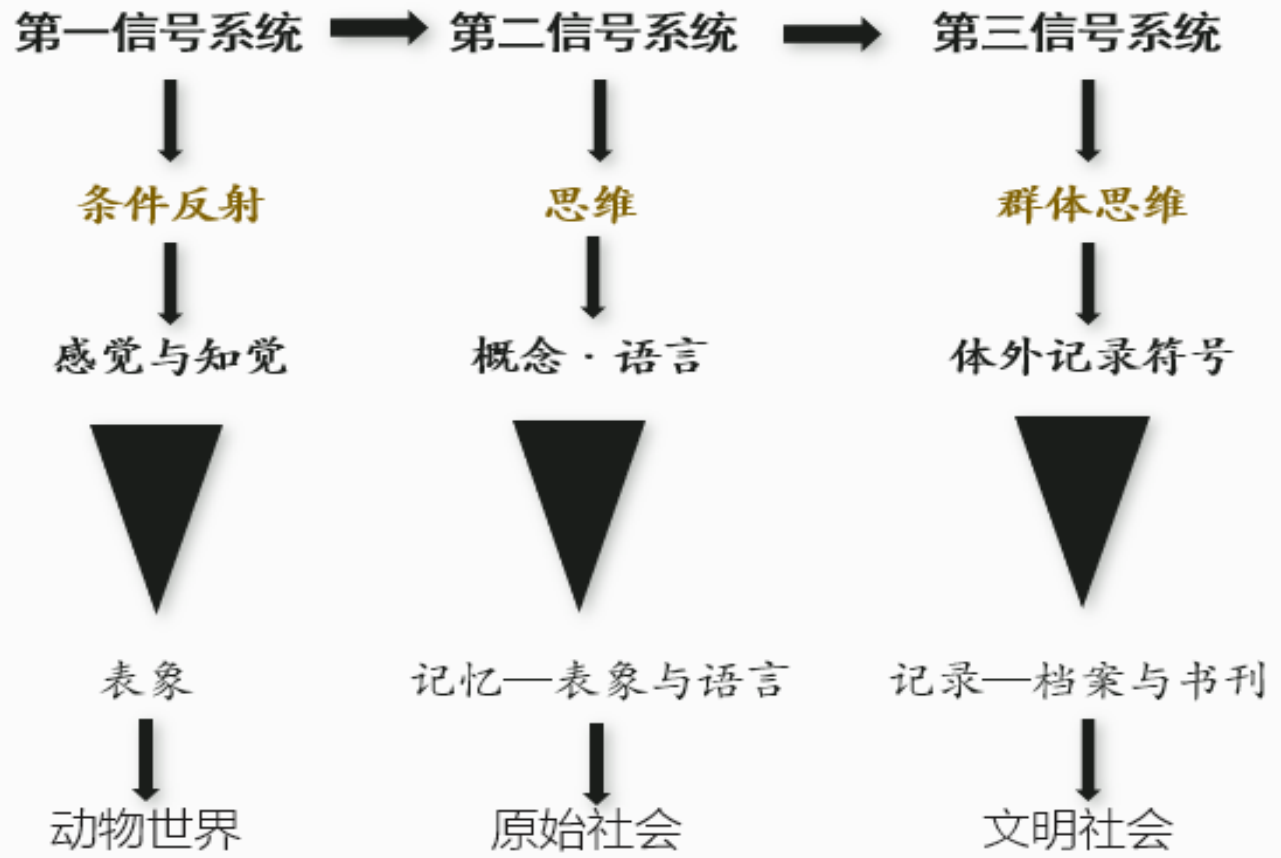 第一信号系统 第二信号系统 第三信号系统
条件反射 思维 群体思维
感觉与知觉 概念·语言 体外记录符号
表象 记忆—表象与语言 记录—档案与书刊
动物世界 原始社会 文明社会